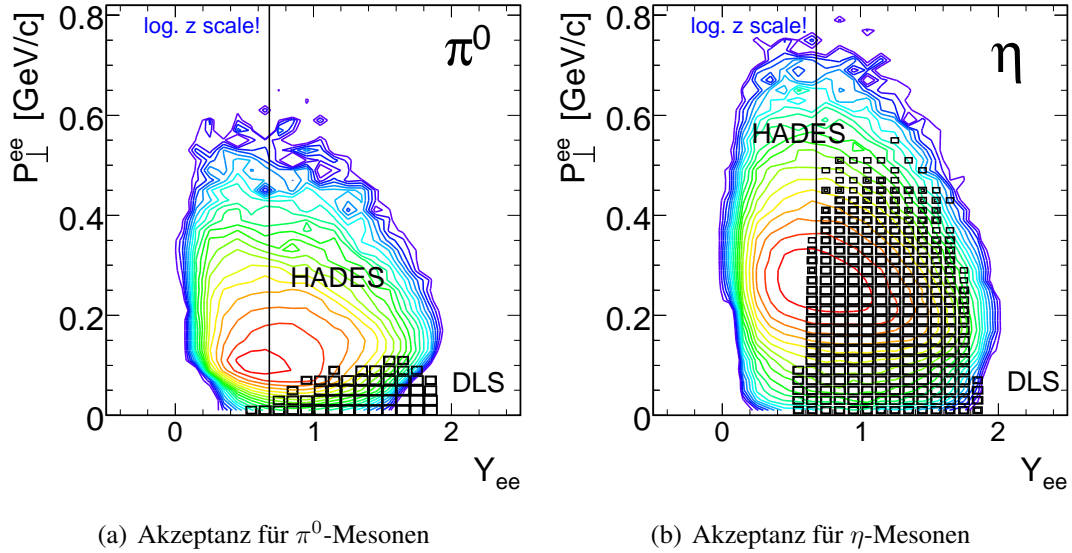 log. z scale!
π⁰
HADES
DLS
P⊥ᵉᵉ [GeV/c]
0.8
0.6
0.4
0.2
0
0 1 2
Y_ee
(a) Akzeptanz für π⁰-Mesonen
log. z scale!
η
HADES
DLS
P⊥ᵉᵉ [GeV/c]
0.8
0.6
0.4
0.2
0
0 1 2
Y_ee
(b) Akzeptanz für η-Mesonen